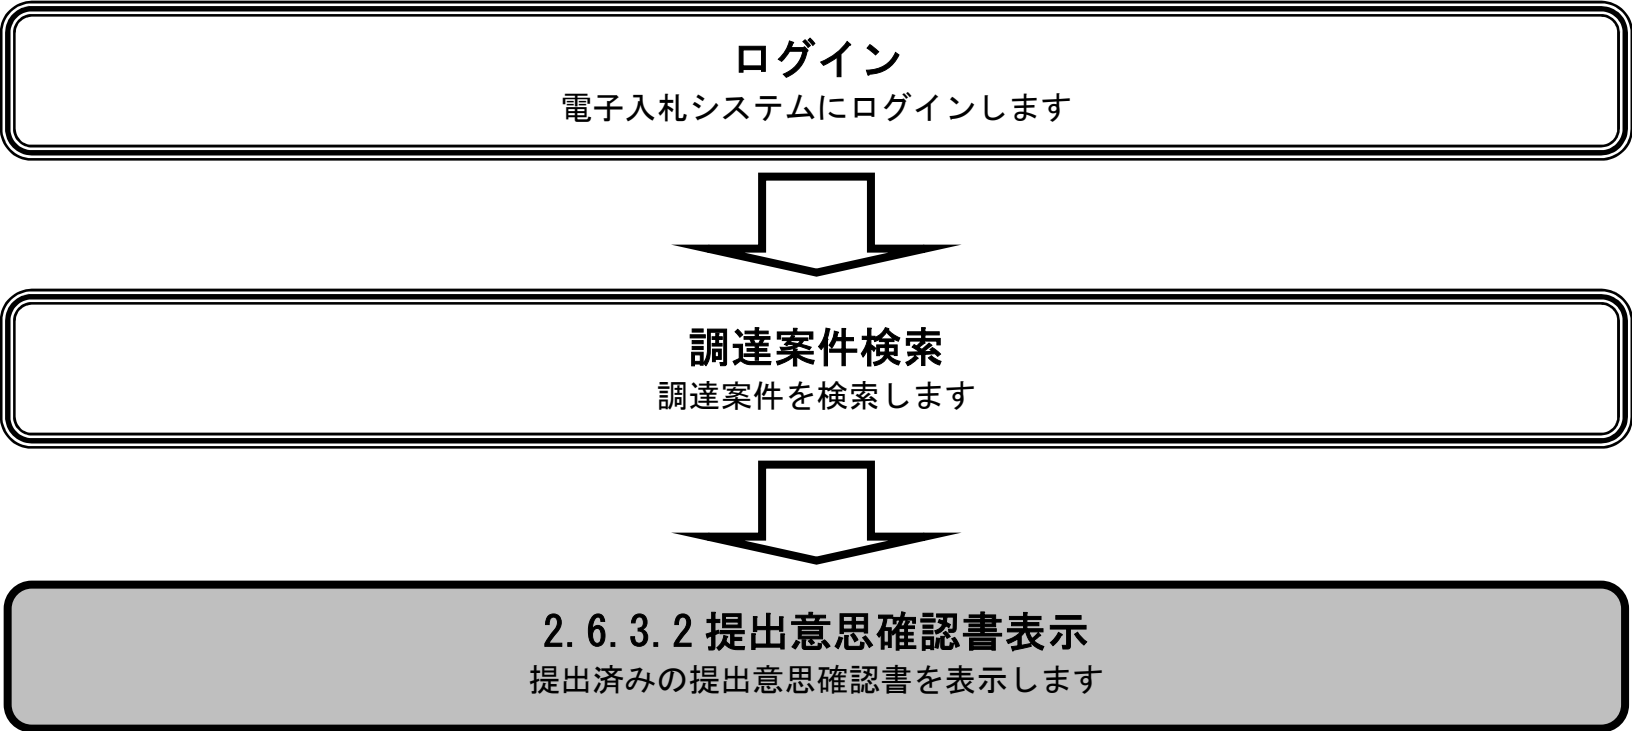 ログイン
電子入札システムにログインします
調達案件検索
調達案件を検索します
2.6.3.2 提出意思確認書表示
提出済みの提出意思確認書を表示します